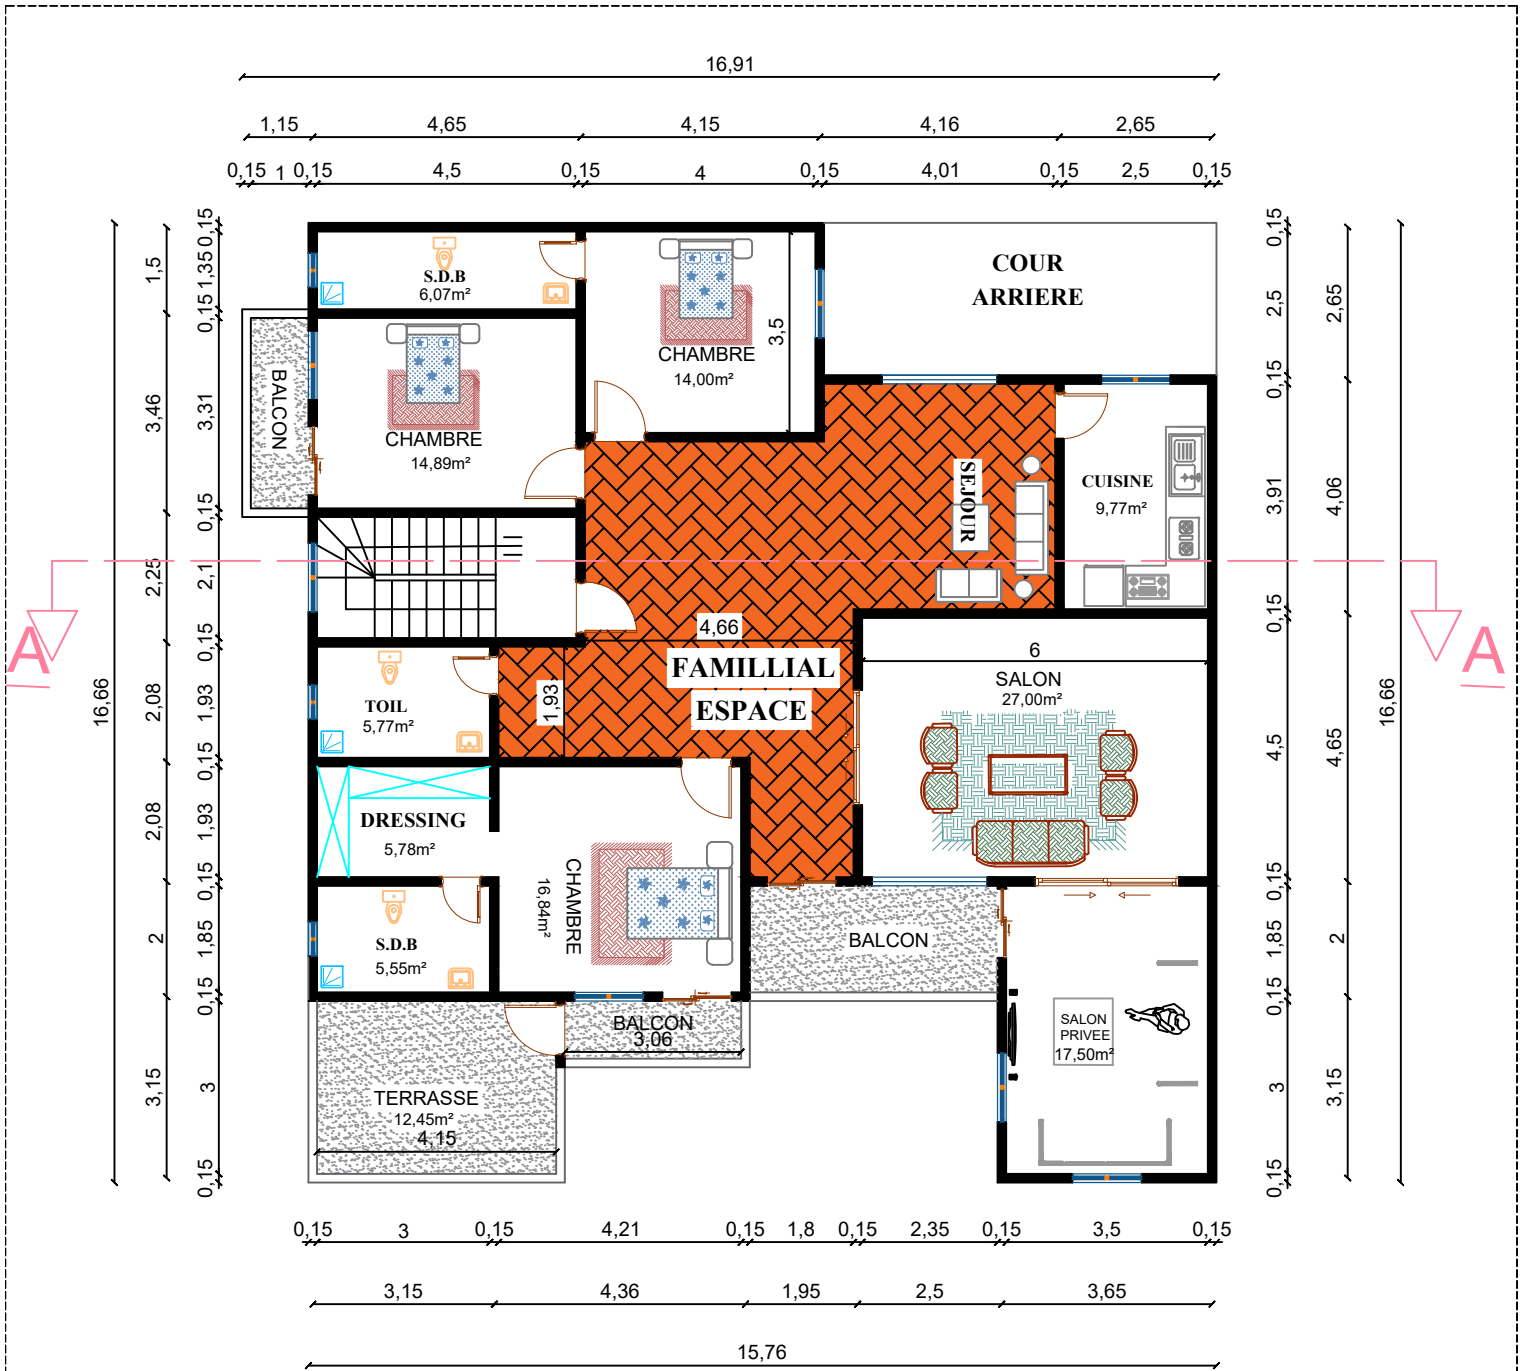 16,91
1,15 4,65 4,15 4,16 2,65
0,15 1 0,15 4,5 0,15 4 0,15 4,01 0,15 2,5 0,15
16,66
1,5
3,46
2,25
2,08
2,08
2
3,15
0,15
1,35
0,15
3,31
0,15
2,1
0,15
1,93
0,15
1,93
0,15
1,85
0,15
3
0,15
S.D.B
6,07m²
CHAMBRE
14,00m²
3,5
COUR
ARRIERE
BALCON
CHAMBRE
14,89m²
SEJOUR
CUISINE
9,77m²
A
A
4,66
FAMILLIAL
ESPACE
1,93
TOIL
5,77m²
6
SALON
27,00m²
DRESSING
5,78m²
CHAMBRE
16,84m²
S.D.B
5,55m²
BALCON
BALCON
3,06
SALON
PRIVEE
17,50m²
TERRASSE
12,45m²
4,15
0,15
2,5
0,15
3,91
0,15
4,5
0,15
1,85
0,15
3
0,15
2,65
4,06
4,65
2
3,15
16,66
0,15 3 0,15 4,21 0,15 1,8 0,15 2,35 0,15 3,5 0,15
3,15 4,36 1,95 2,5 3,65
15,76